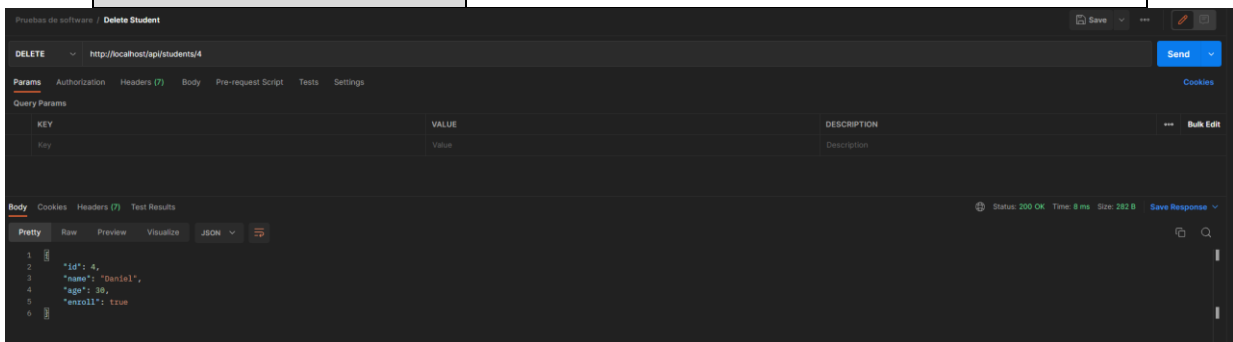 Pruebas de software / Delete Student
Save
DELETE http://localhost/api/students/4 Send
Params Authorization Headers (7) Body Pre-request Script Tests Settings Cookies
Query Params
KEY VALUE DESCRIPTION Bulk Edit
Key Value Description
Body Cookies Headers (7) Test Results Status: 200 OK Time: 8 ms Size: 282 B Save Response
Pretty Raw Preview Visualize JSON
1 {
2 "id": 4,
3 "name": "Daniel",
4 "age": 30,
5 "enroll": true
6 }